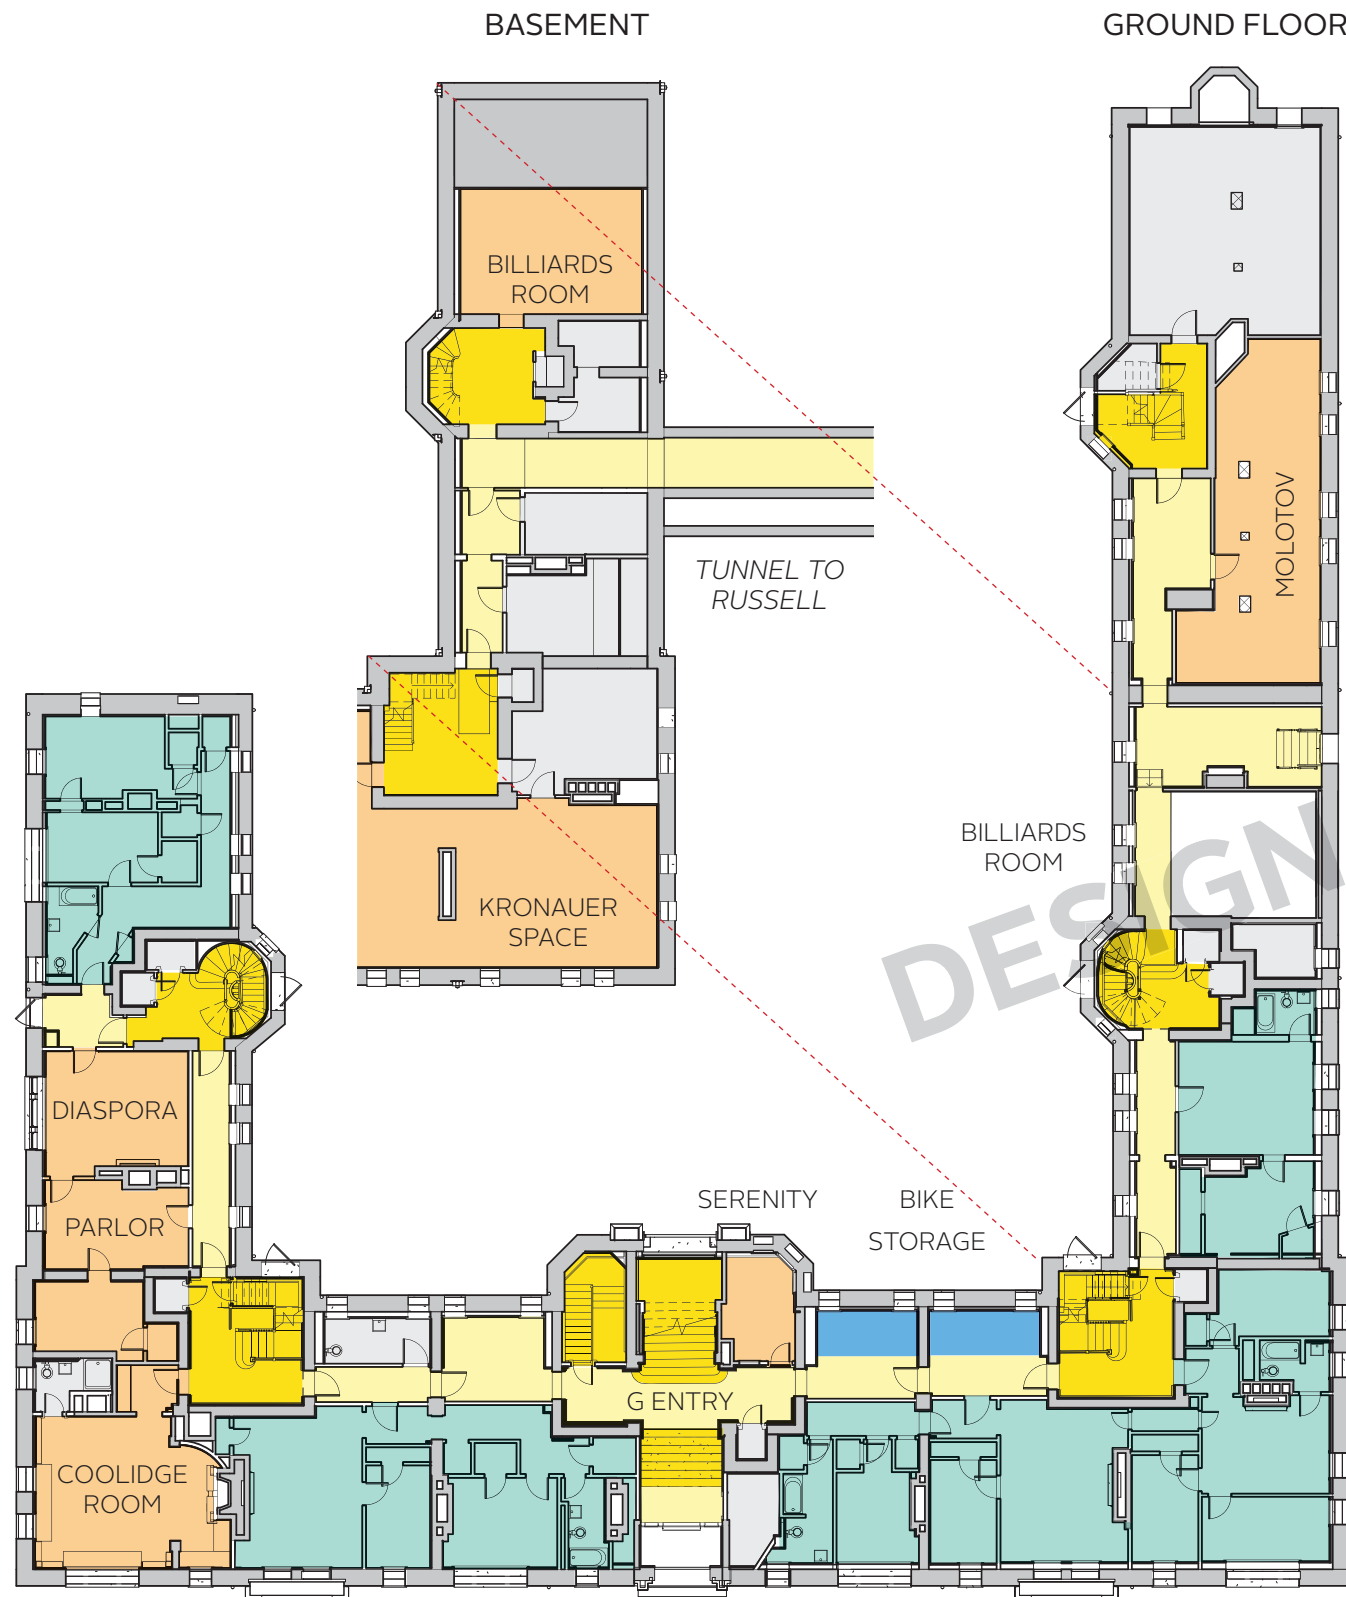 BASEMENT
GROUND FLOOR
BILLIARDS
ROOM
MOLOTOV
TUNNEL TO
RUSSELL
BILLIARDS
ROOM
DESIGN
KRONAUER
SPACE
DIASPORA
PARLOR
SERENITY
BIKE
STORAGE
G ENTRY
COOLIDGE
ROOM